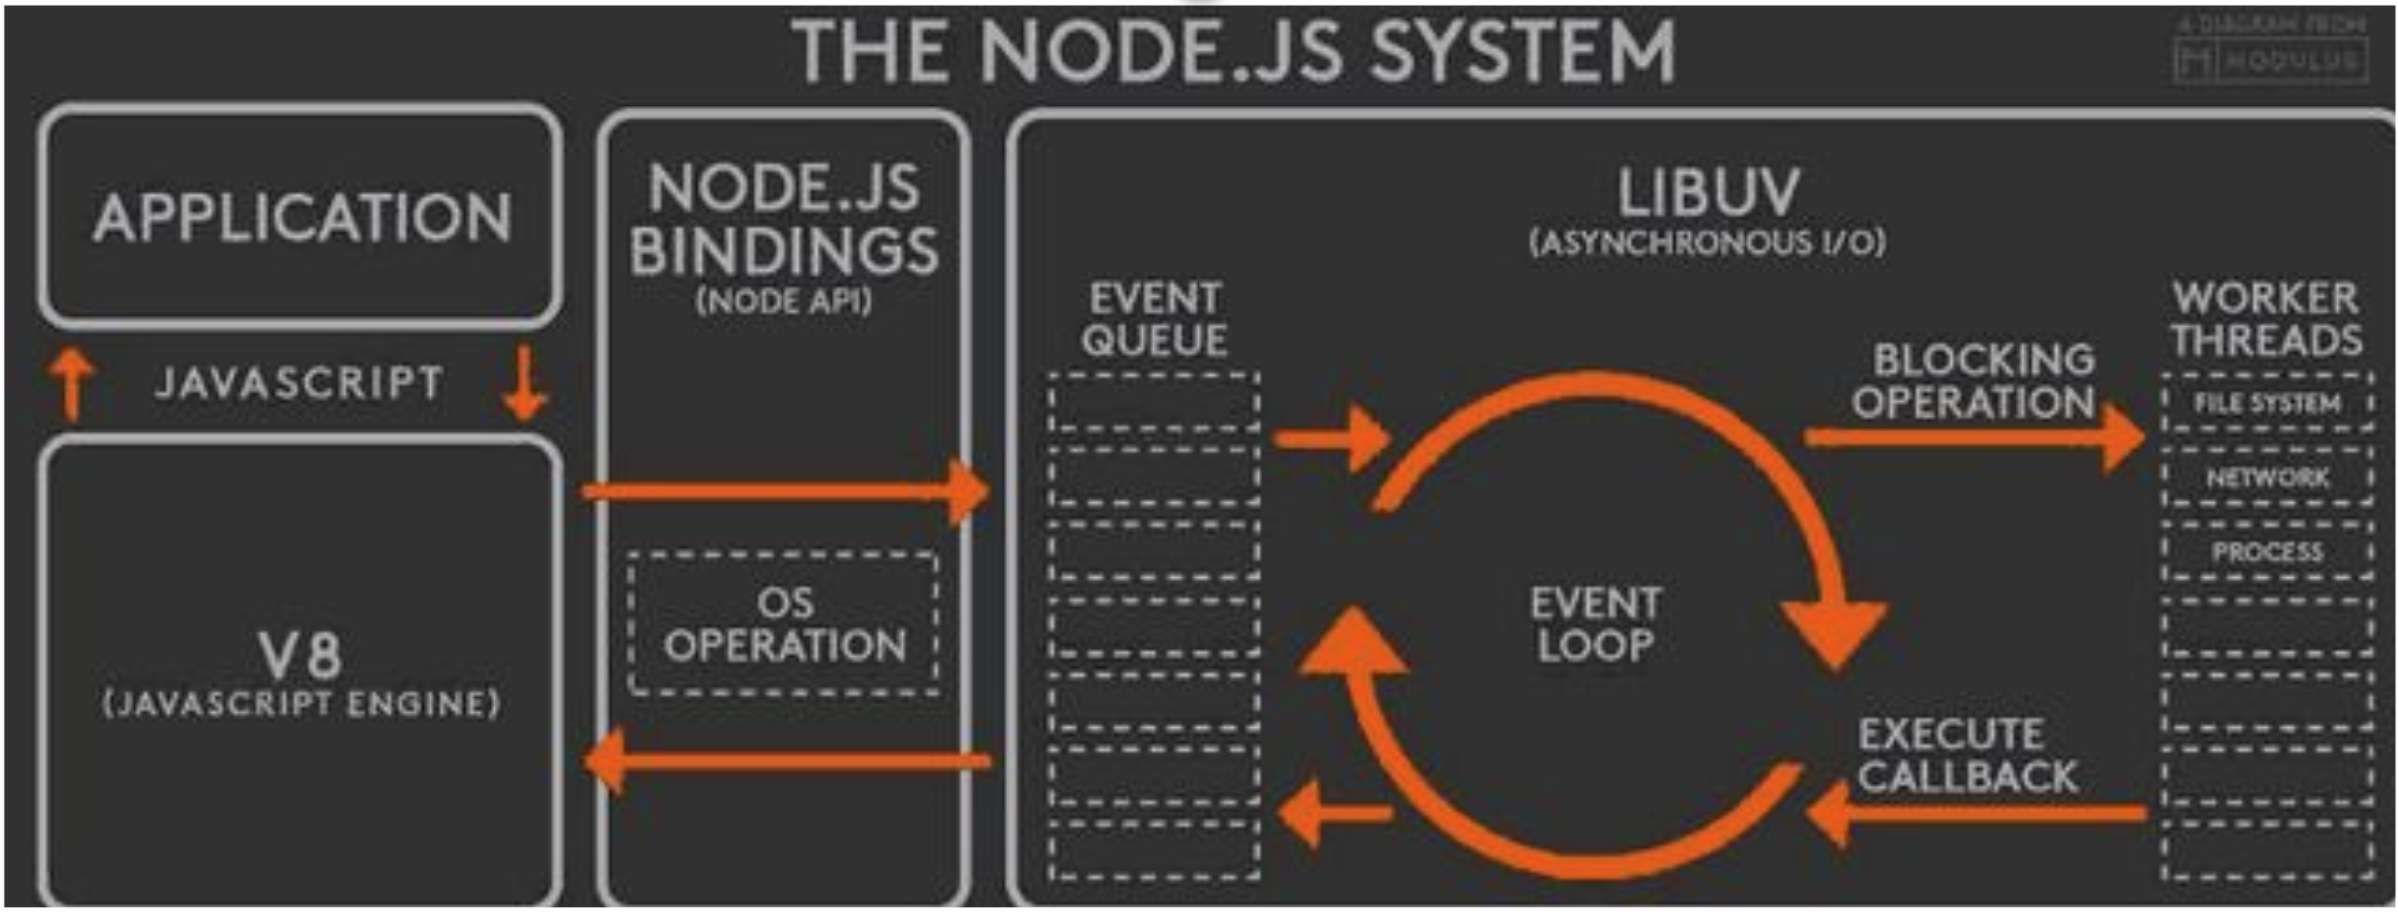 THE NODE.JS SYSTEM
A DIAGRAM FROM
MODULUS
APPLICATION
JAVASCRIPT
V8
(JAVASCRIPT ENGINE)
NODE.JS
BINDINGS
(NODE API)
OS
OPERATION
LIBUV
(ASYNCHRONOUS I/O)
EVENT
QUEUE
EVENT
LOOP
BLOCKING
OPERATION
EXECUTE
CALLBACK
WORKER
THREADS
FILE SYSTEM
NETWORK
PROCESS